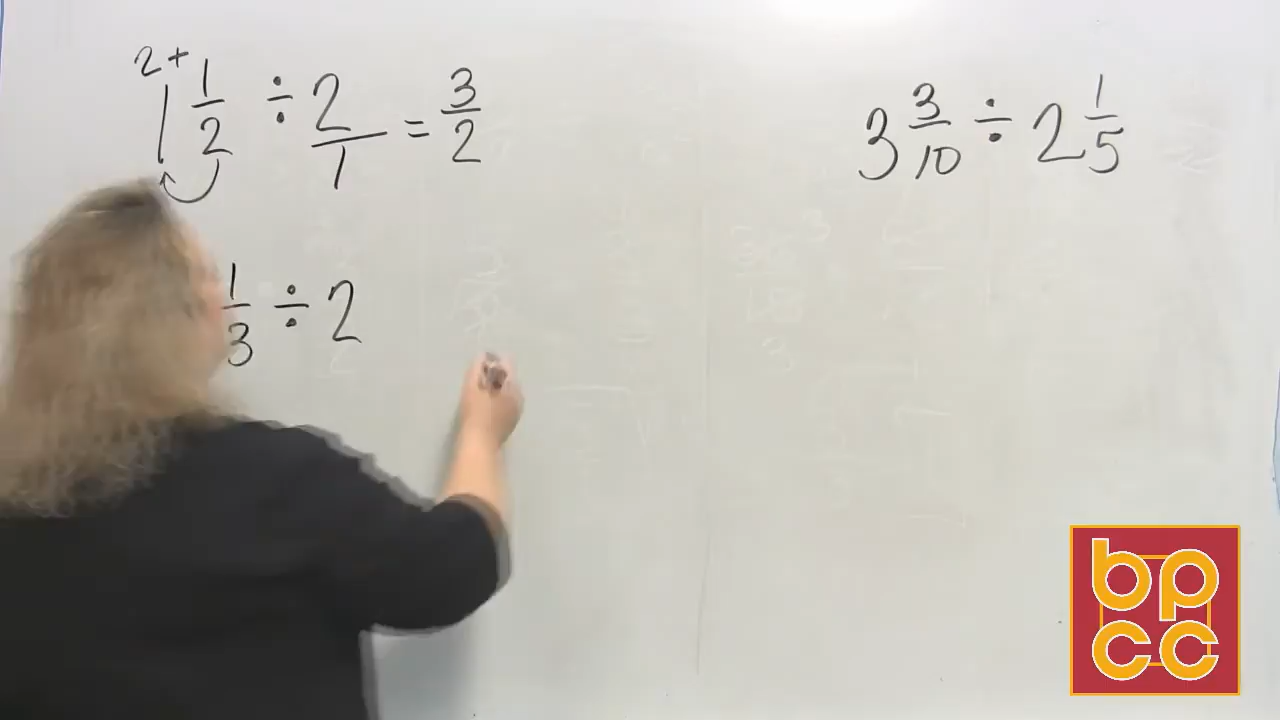 2+
1 1/2 ÷ 2/1 = 3/2
3 3/10 ÷ 2 1/5
1/3 ÷ 2
bp
cc